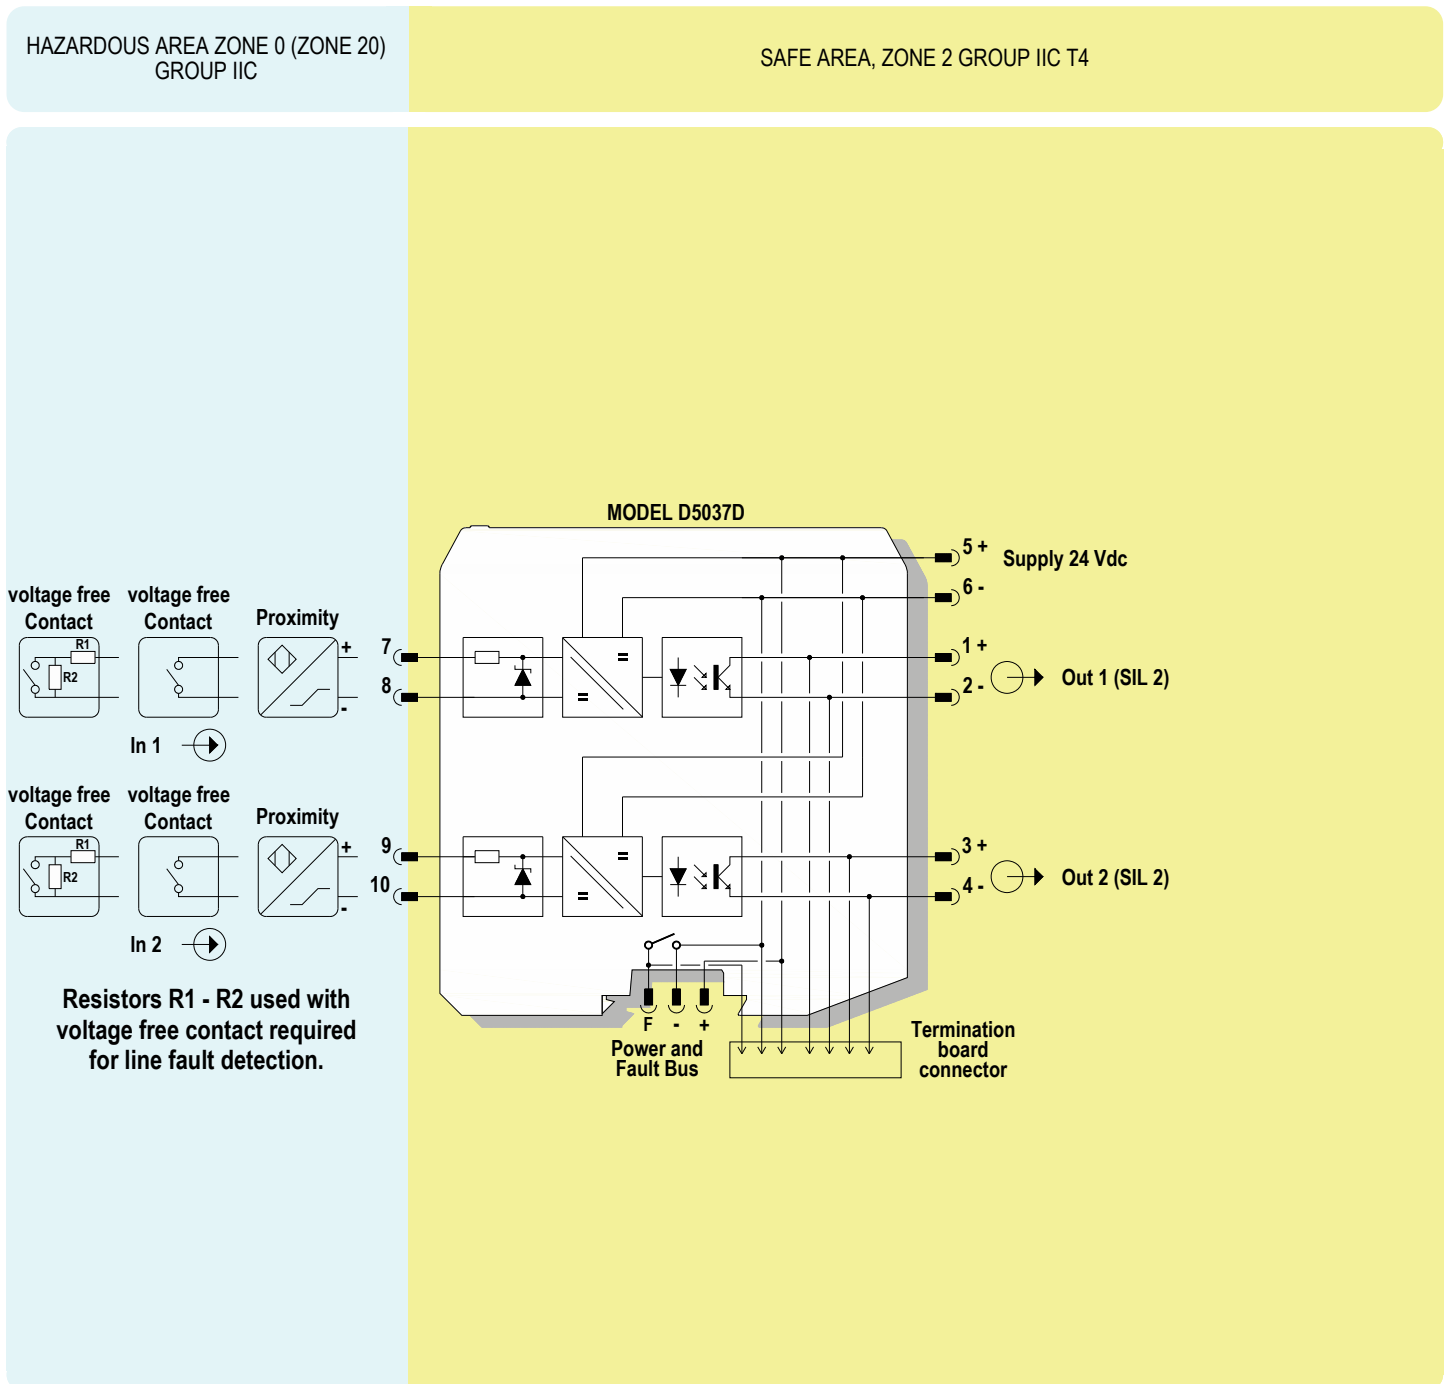 HAZARDOUS AREA ZONE 0 (ZONE 20)
GROUP IIC
SAFE AREA, ZONE 2 GROUP IIC T4
MODEL D5037D
5 +
Supply 24 Vdc
6 -
voltage free
Contact
voltage free
Contact
Proximity
R1
R2
+
-
7
8
1 +
2 -
Out 1 (SIL 2)
In 1
voltage free
Contact
voltage free
Contact
Proximity
R1
R2
+
-
9
10
3 +
4 -
Out 2 (SIL 2)
In 2
Resistors R1 - R2 used with
voltage free contact required
for line fault detection.
F - +
Power and
Fault Bus
Termination
board
connector